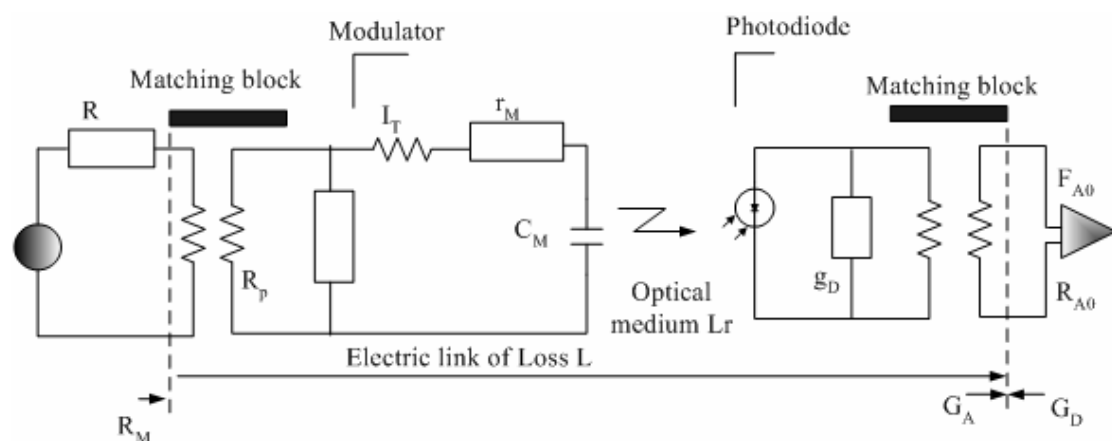 Modulator
Photodiode
Matching block
Matching block
R
I_T
r_M
F_A0
C_M
R_p
g_D
R_A0
Optical
medium Lr
Electric link of Loss L
R_M
G_A
G_D